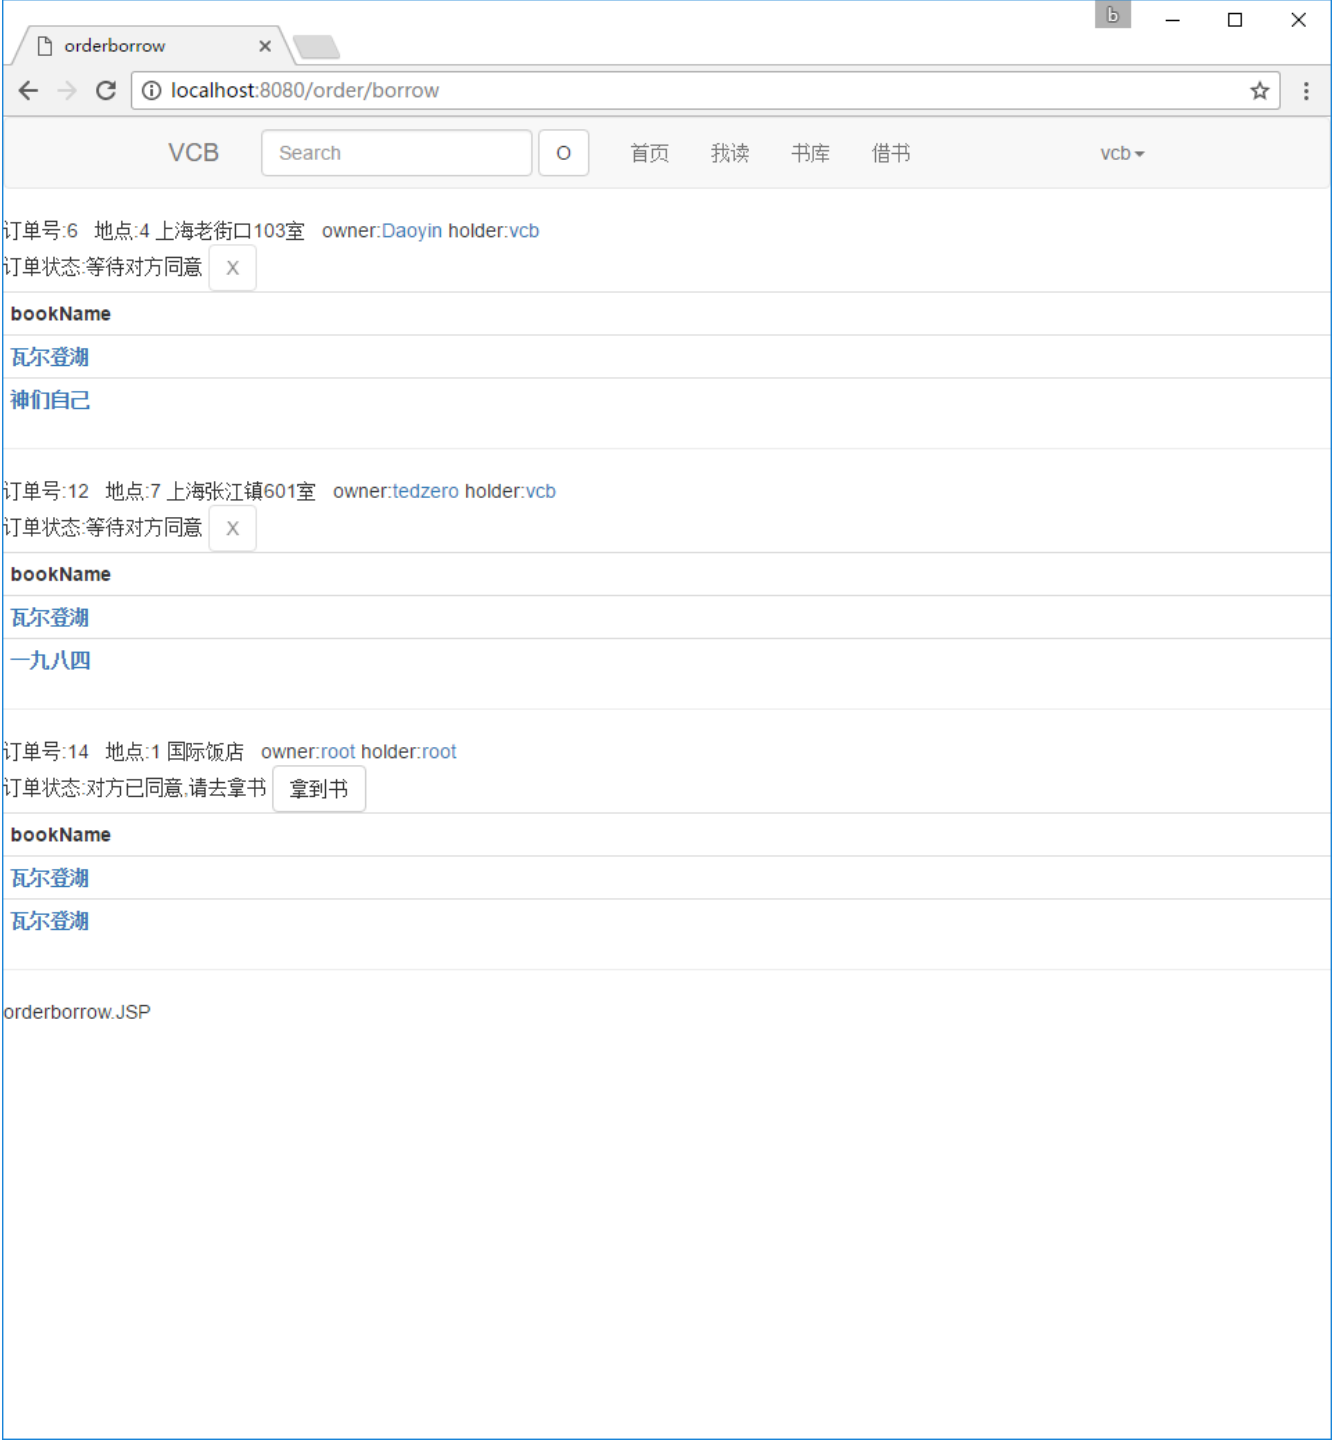 b
orderborrow
localhost:8080/order/borrow
VCB Search O 首页 我读 书库 借书 vcb
订单号:6 地点:4 上海老街口103室 owner:Daoyin holder:vcb
订单状态:等待对方同意 X
bookName
瓦尔登湖
神们自己
订单号:12 地点:7 上海张江镇601室 owner:tedzero holder:vcb
订单状态:等待对方同意 X
bookName
瓦尔登湖
一九八四
订单号:14 地点:1 国际饭店 owner:root holder:root
订单状态:对方已同意,请去拿书 拿到书
bookName
瓦尔登湖
瓦尔登湖
orderborrow.JSP